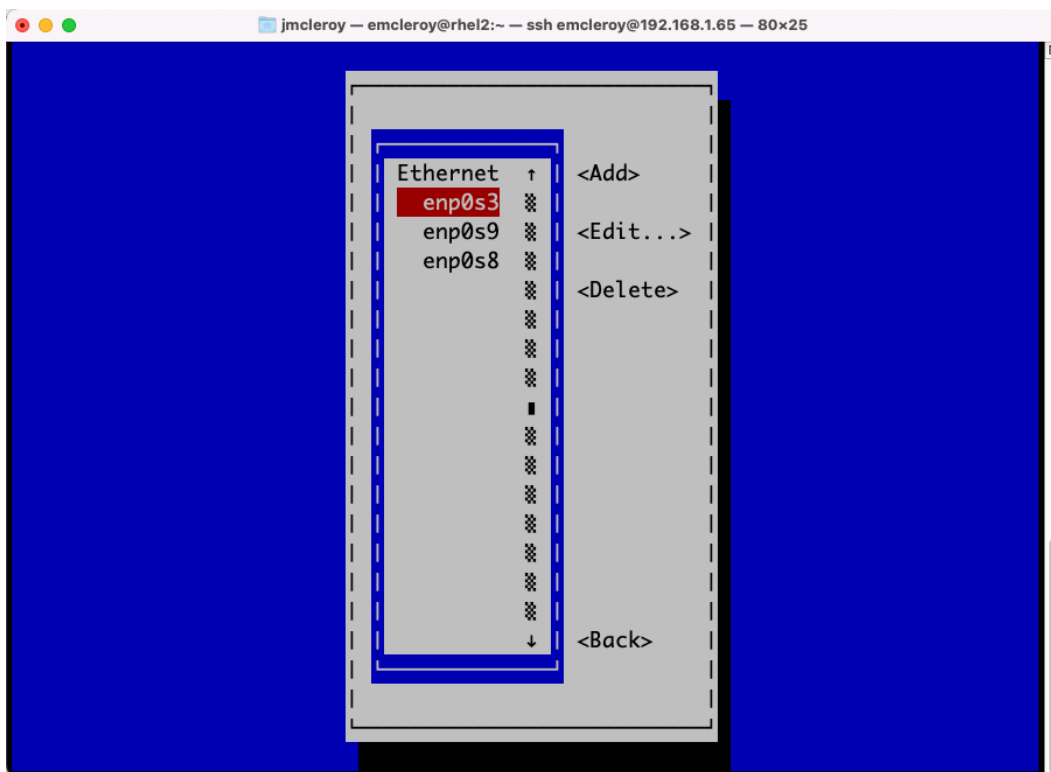 jmcleroy — emcleroy@rhel2:~ — ssh emcleroy@192.168.1.65 — 80×25
Ethernet ↑ <Add>
enp0s3
enp0s9 <Edit...>
enp0s8
<Delete>
↓ <Back>